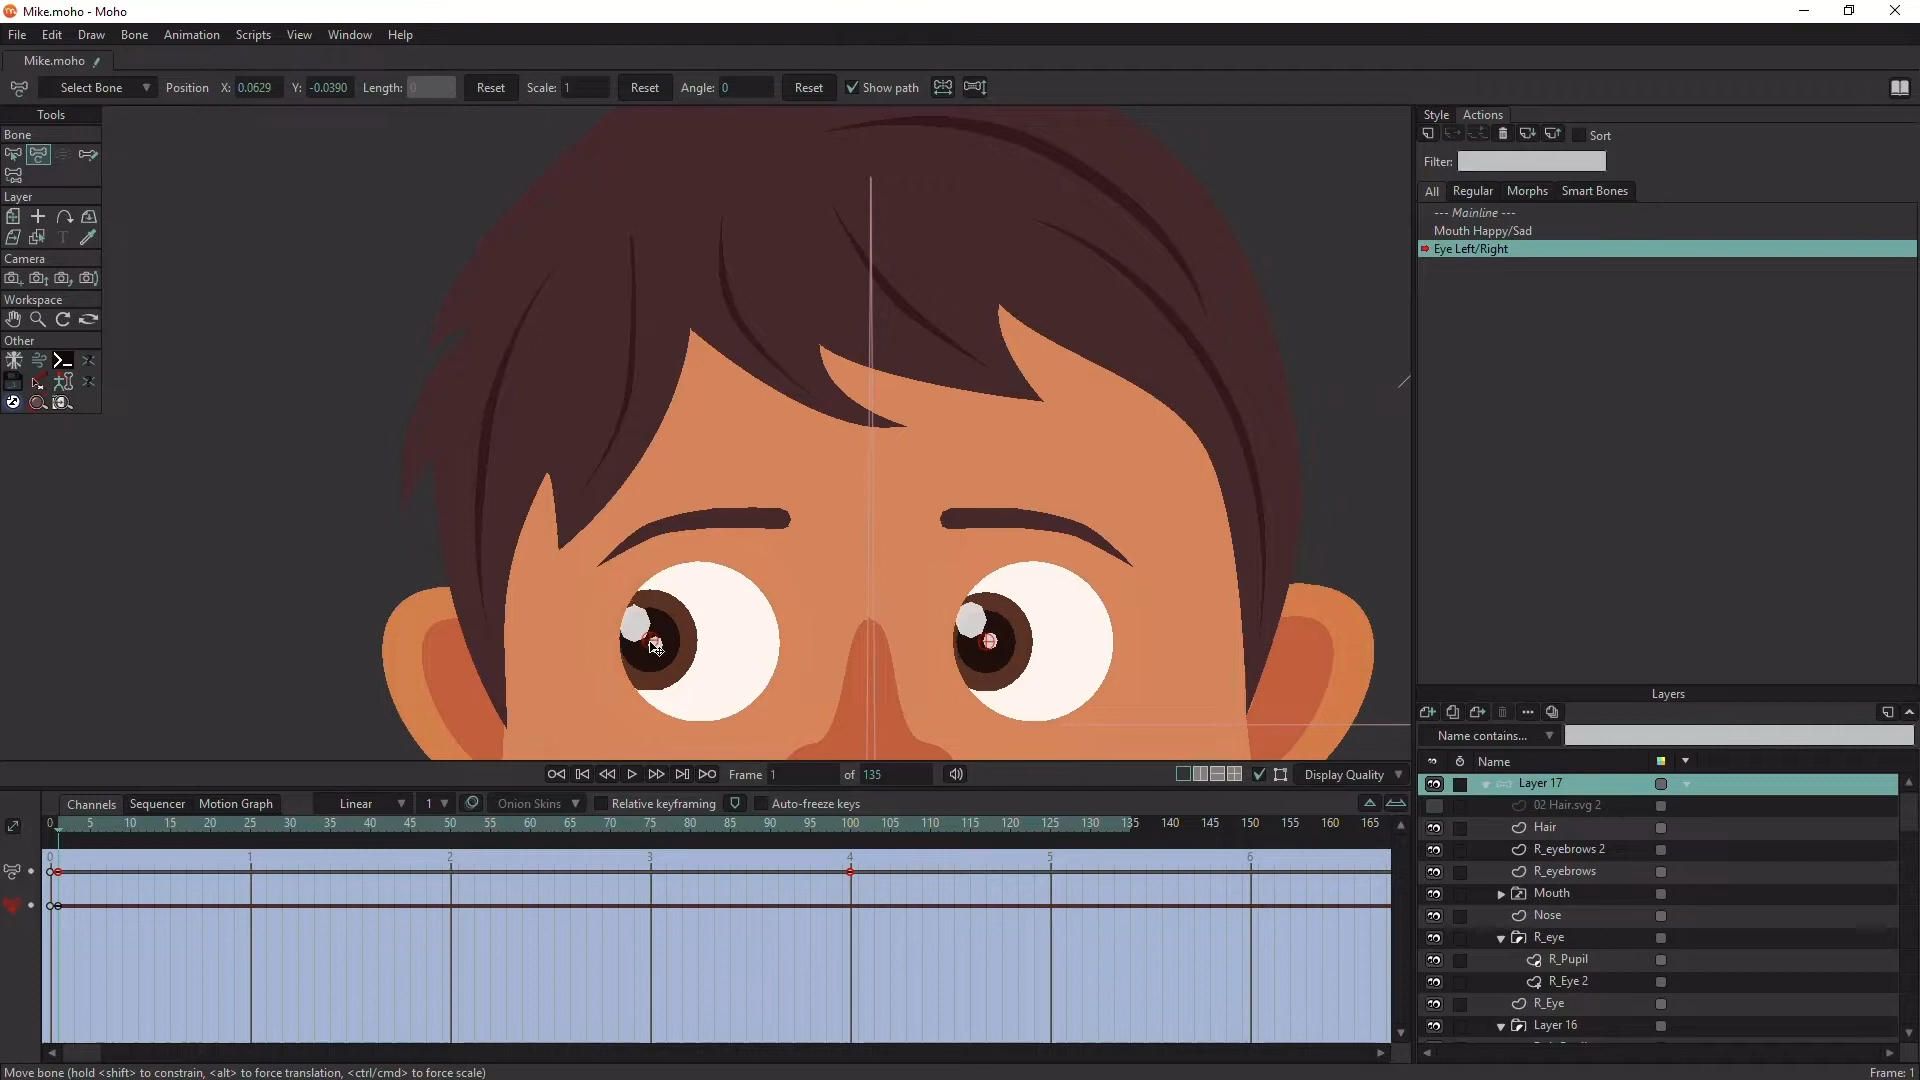 Mike.moho - Moho
File Edit Draw Bone Animation Scripts View Window Help
Mike.moho
Select Bone Position X: 0.0629 Y: -0.0390 Length: 0 Reset Scale: 1 Reset Angle: 0 Reset Show path
Tools
Bone
Layer
Camera
Workspace
Other
Style Actions
Sort
Filter:
All Regular Morphs Smart Bones
--- Mainline ---
Mouth Happy/Sad
Eye Left/Right
Layers
Name contains...
Name
Layer 17
02 Hair.svg 2
Hair
R_eyebrows 2
R_eyebrows
Mouth
Nose
R_eye
R_Pupil
R_Eye 2
R_Eye
Layer 16
Frame 1 of 135 Display Quality
Channels Sequencer Motion Graph Linear 1 Onion Skins Relative keyframing Auto-freeze keys
0 5 10 15 20 25 30 35 40 45 50 55 60 65 70 75 80 85 90 95 100 105 110 115 120 125 130 135 140 145 150 155 160 165
0 1 2 3 4 5 6
Move bone (hold <shift> to constrain, <alt> to force translation, <ctrl/cmd> to force scale) Frame: 1